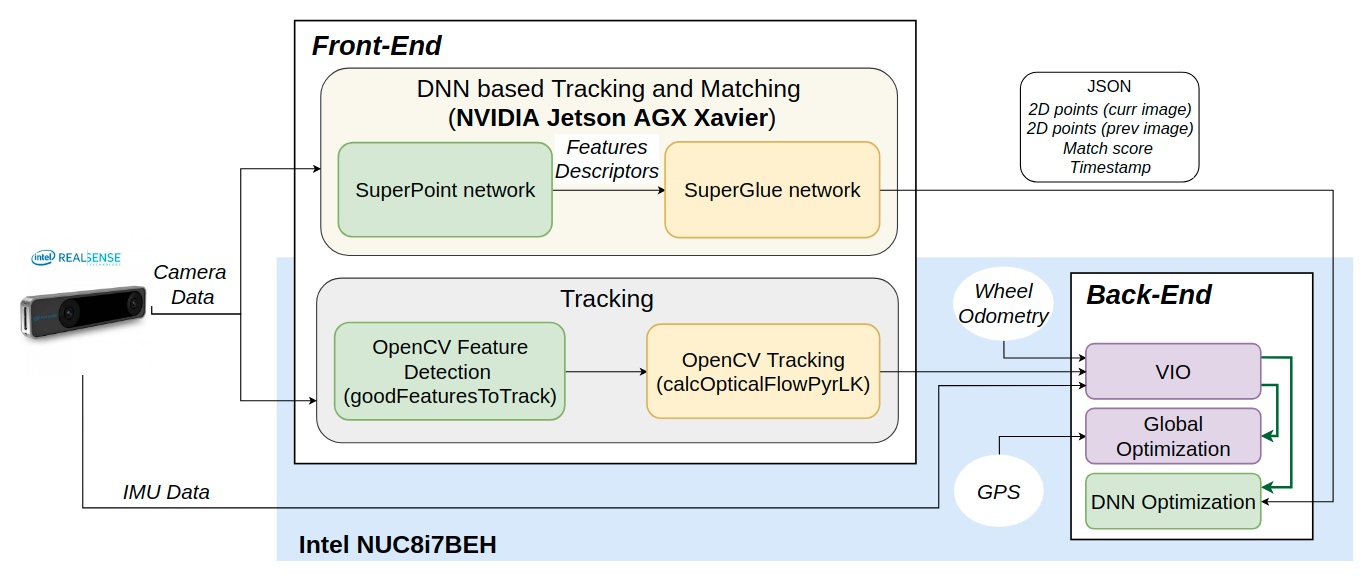 Front-End
DNN based Tracking and Matching
(NVIDIA Jetson AGX Xavier)
SuperPoint network
Features
Descriptors
SuperGlue network
JSON
2D points (curr image)
2D points (prev image)
Match score
Timestamp
intel REALSENSE
TECHNOLOGY
Camera
Data
Tracking
OpenCV Feature
Detection
(goodFeaturesToTrack)
OpenCV Tracking
(calcOpticalFlowPyrLK)
Wheel
Odometry
Back-End
VIO
Global
Optimization
DNN Optimization
GPS
IMU Data
Intel NUC8i7BEH